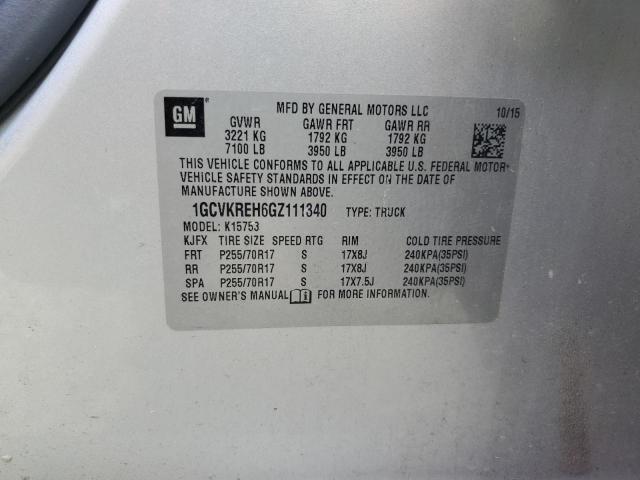 GM
MFD BY GENERAL MOTORS LLC 10/15
GVWR GAWR FRT GAWR RR
3221 KG 1792 KG 1792 KG
7100 LB 3950 LB 3950 LB
THIS VEHICLE CONFORMS TO ALL APPLICABLE U.S. FEDERAL MOTOR
VEHICLE SAFETY STANDARDS IN EFFECT ON THE DATE OF
MANUFACTURE SHOWN ABOVE.
1GCVKREH6GZ111340 TYPE: TRUCK
MODEL: K15753
KJFX TIRE SIZE SPEED RTG RIM COLD TIRE PRESSURE
FRT P255/70R17 S 17X8J 240KPA(35PSI)
RR P255/70R17 S 17X8J 240KPA(35PSI)
SPA P255/70R17 S 17X7.5J 240KPA(35PSI)
SEE OWNER'S MANUAL FOR MORE INFORMATION.